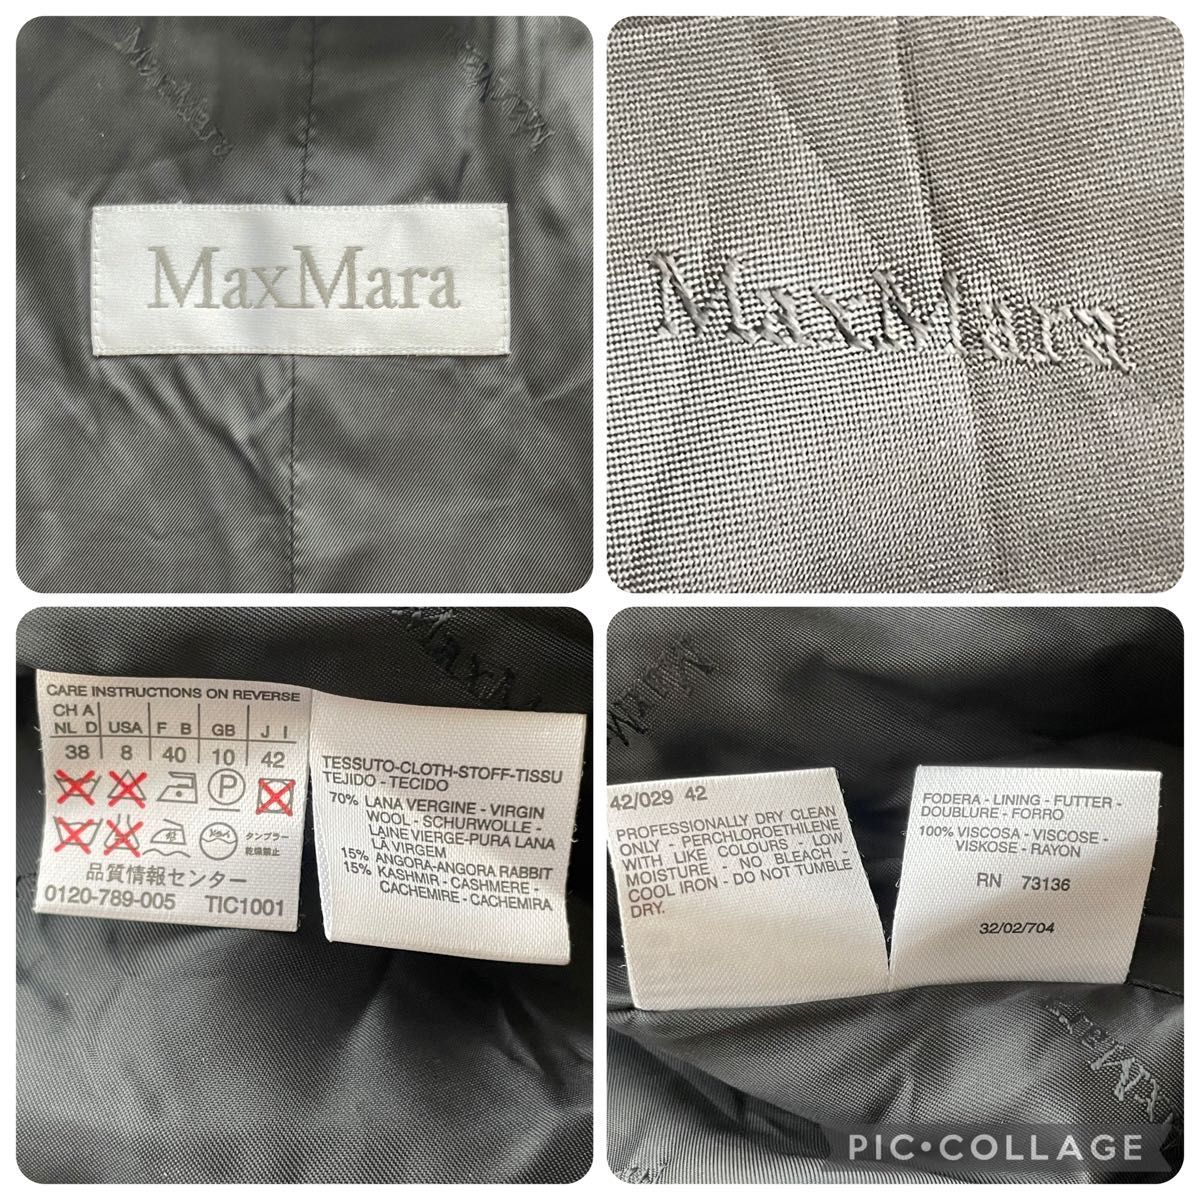 MaxMara
MaxMara
MaxMara
MaxMara
MaxMara
CARE INSTRUCTIONS ON REVERSE
CH A
NL D USA F B GB J I
38 8 40 10 42
P
タンブラー
乾燥禁止
品質情報センター
0120-789-005 TIC1001
TESSUTO-CLOTH-STOFF-TISSU
TEJIDO - TECIDO
70% LANA VERGINE - VIRGIN
WOOL - SCHURWOLLE -
LAINE VIERGE-PURA LANA
LÃ VIRGEM
15% ANGORA-ANGORA RABBIT
15% KASHMIR - CASHMERE -
CACHEMIRE - CACHEMIRA
MaxM
42/029 42
PROFESSIONALLY DRY CLEAN
ONLY - PERCHLOROETHILENE
WITH LIKE COLOURS - LOW
MOISTURE - NO BLEACH -
COOL IRON - DO NOT TUMBLE
DRY.
FODERA - LINING - FUTTER -
DOUBLURE - FORRO
100% VISCOSA - VISCOSE -
VISKOSE - RAYON
RN 73136
32/02/704
PIC•COLLAGE